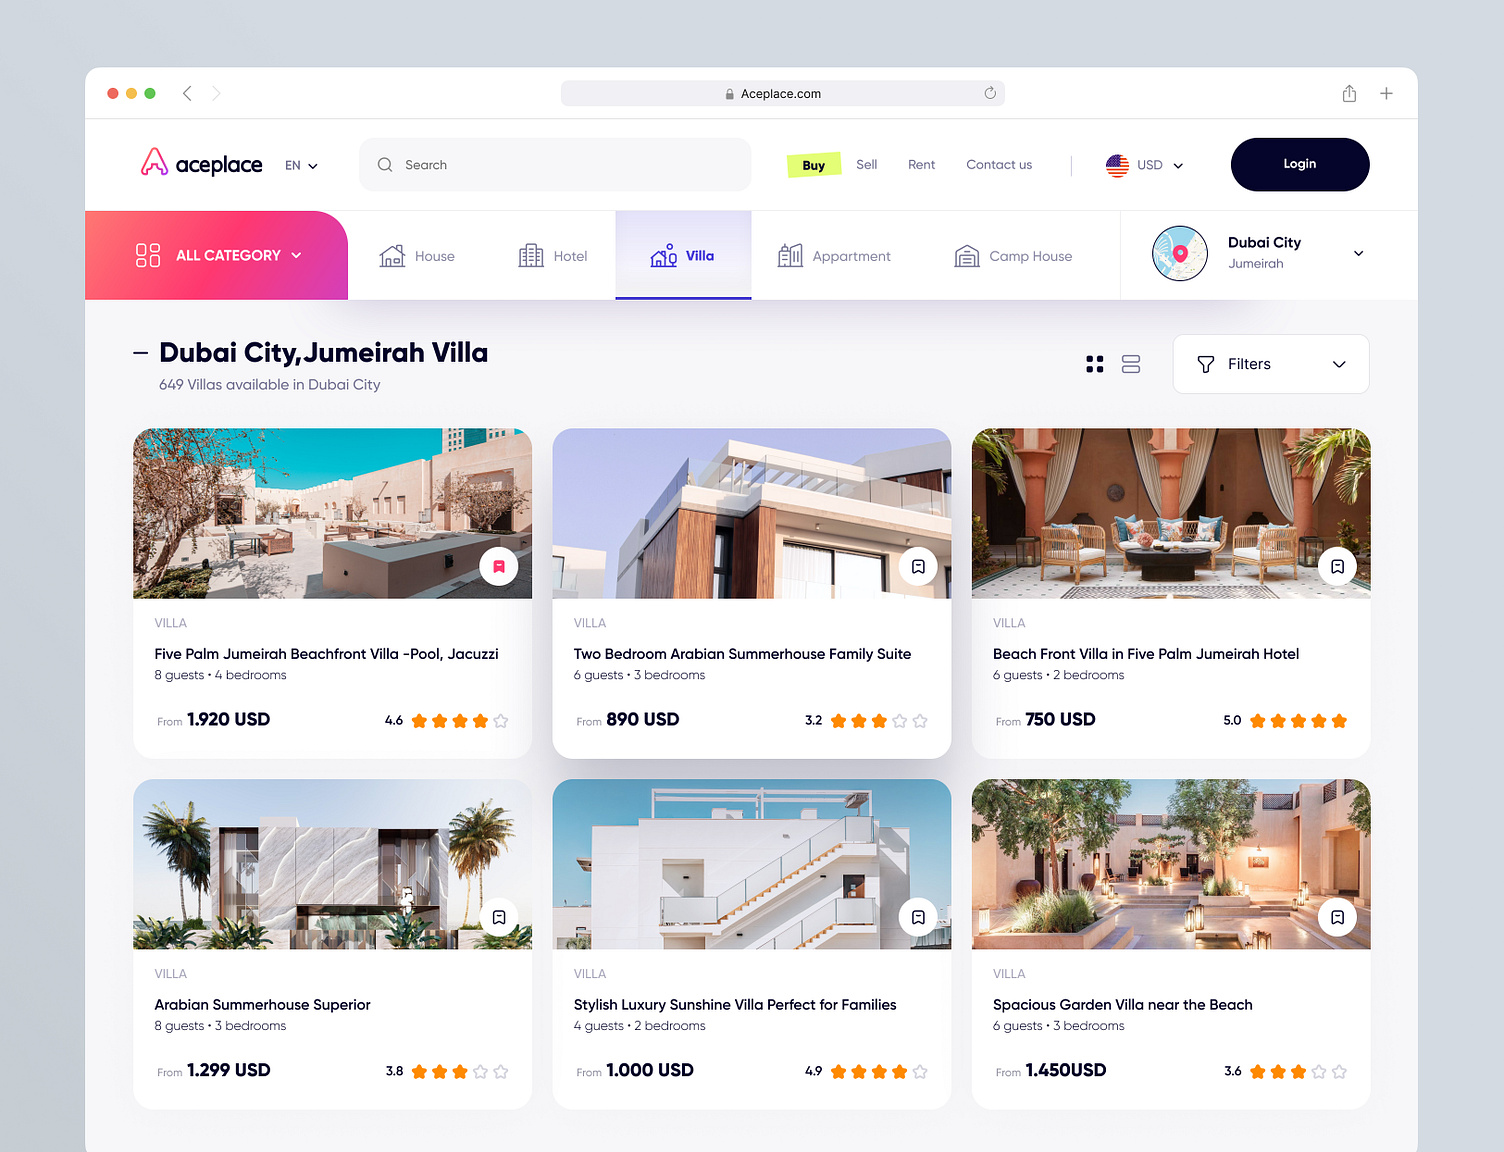 Aceplace.com
aceplace EN Search Buy Sell Rent Contact us USD Login
ALL CATEGORY House Hotel Villa Appartment Camp House Dubai City
Jumeirah
Dubai City,Jumeirah Villa
649 Villas available in Dubai City
Filters
VILLA
Five Palm Jumeirah Beachfront Villa -Pool, Jacuzzi
8 guests • 4 bedrooms
From 1.920 USD 4.6
VILLA
Two Bedroom Arabian Summerhouse Family Suite
6 guests • 3 bedrooms
From 890 USD 3.2
VILLA
Beach Front Villa in Five Palm Jumeirah Hotel
6 guests • 2 bedrooms
From 750 USD 5.0
VILLA
Arabian Summerhouse Superior
8 guests • 3 bedrooms
From 1.299 USD 3.8
VILLA
Stylish Luxury Sunshine Villa Perfect for Families
4 guests • 2 bedrooms
From 1.000 USD 4.9
VILLA
Spacious Garden Villa near the Beach
6 guests • 3 bedrooms
From 1.450USD 3.6